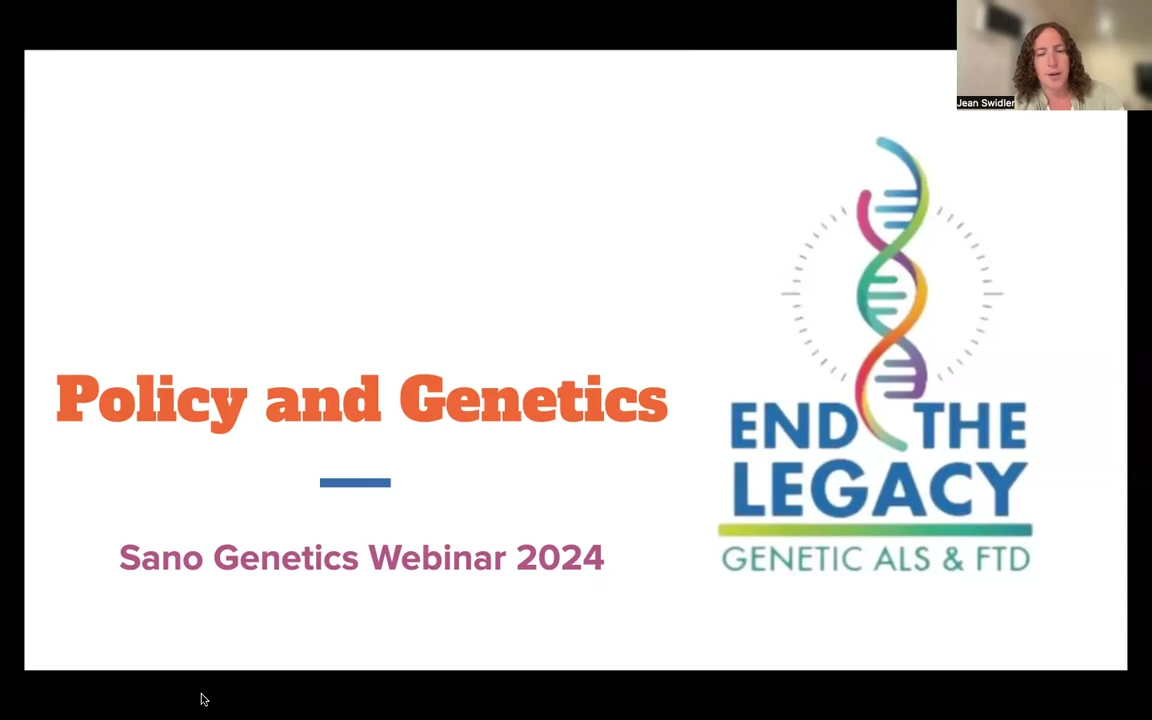 Jean Swidler
Policy and Genetics
Sano Genetics Webinar 2024
END THE
LEGACY
GENETIC ALS & FTD